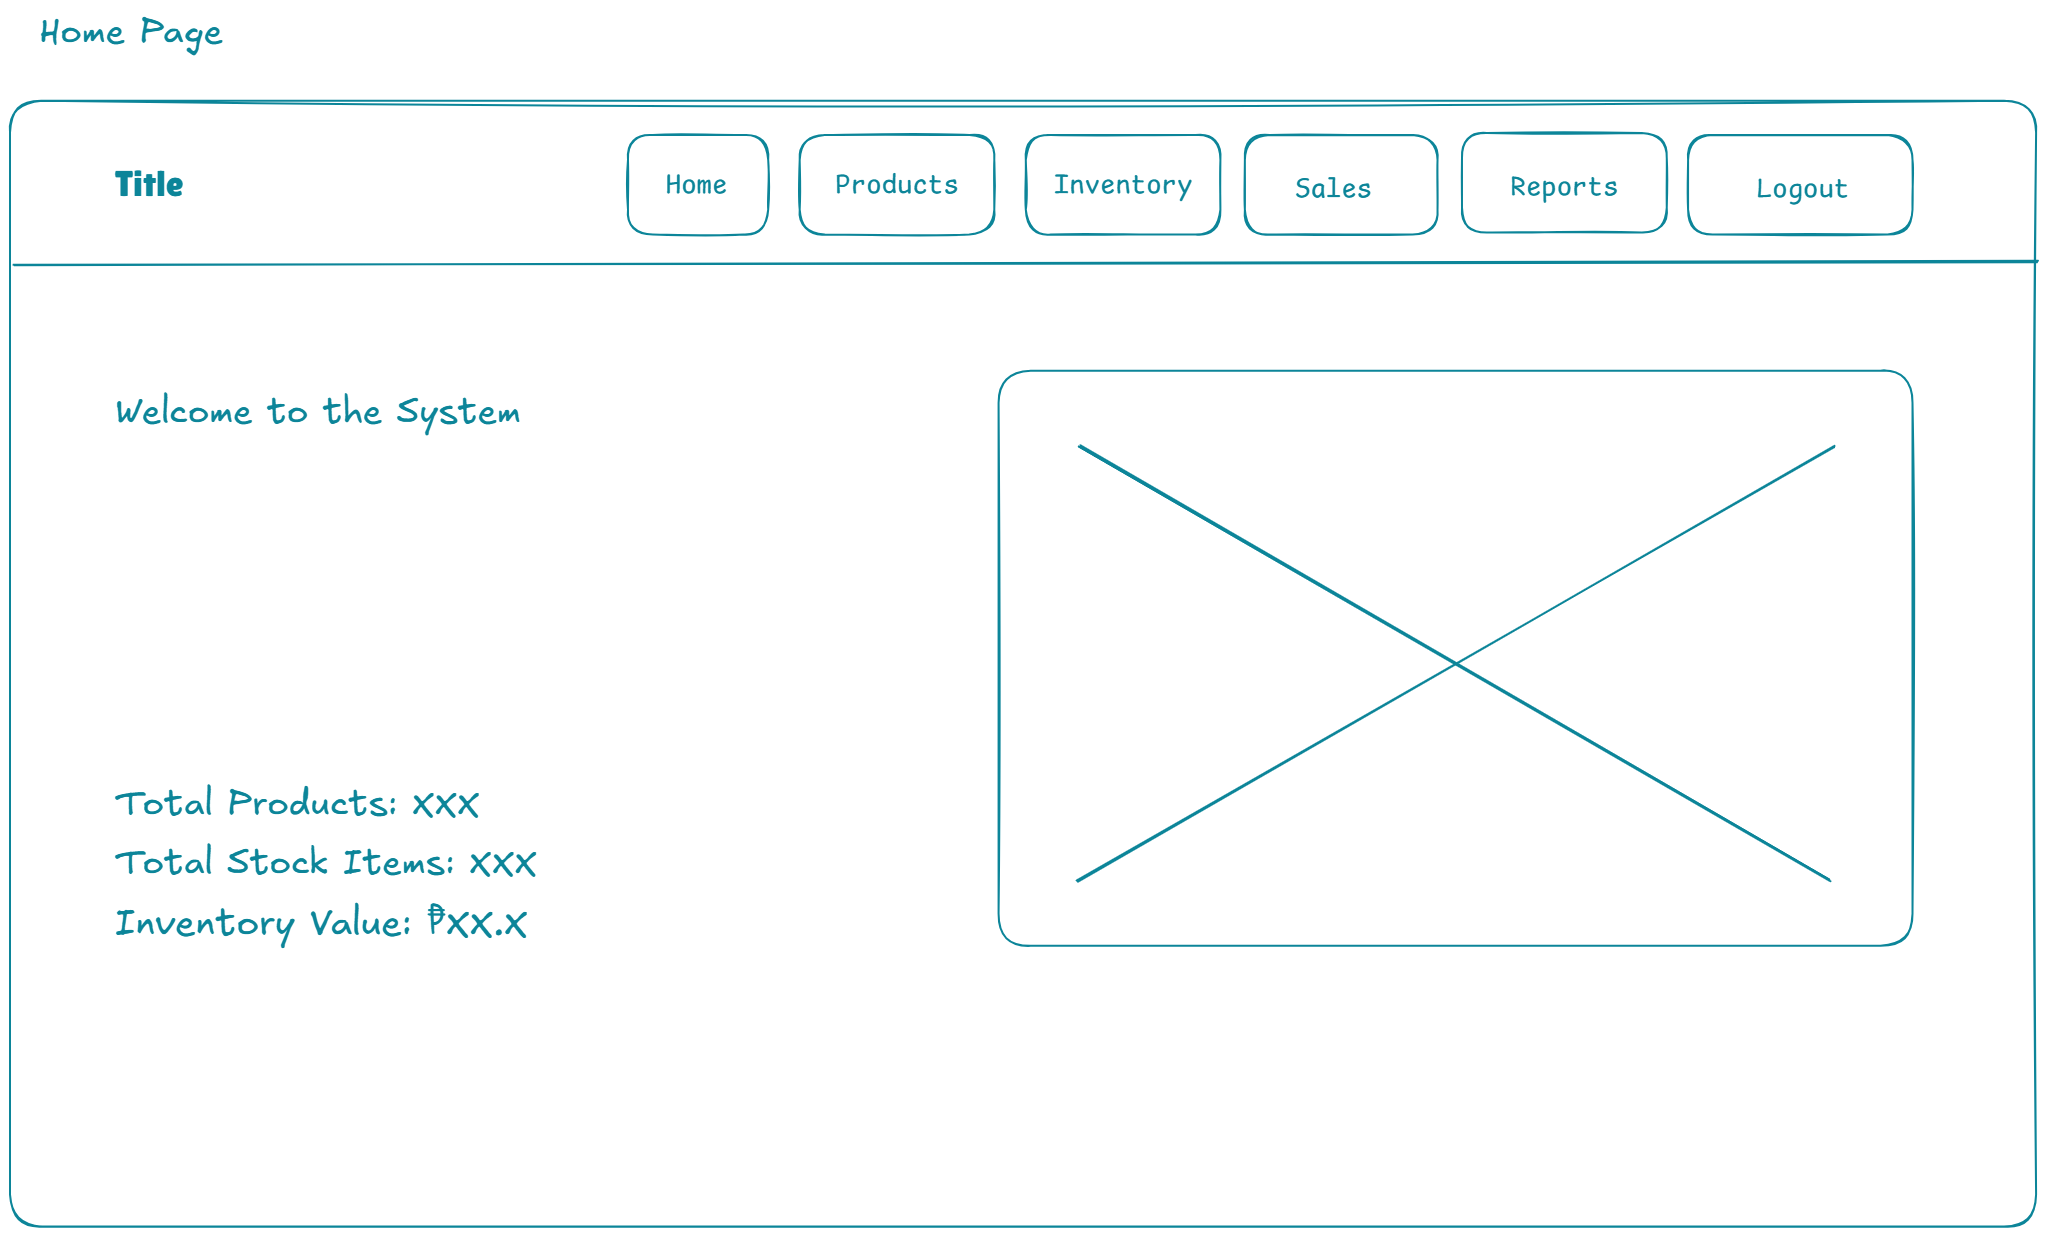 Home Page
Title
Home
Products
Inventory
Sales
Reports
Logout
Welcome to the System
Total Products: XXX
Total Stock Items: XXX
Inventory Value: ₱XX.X